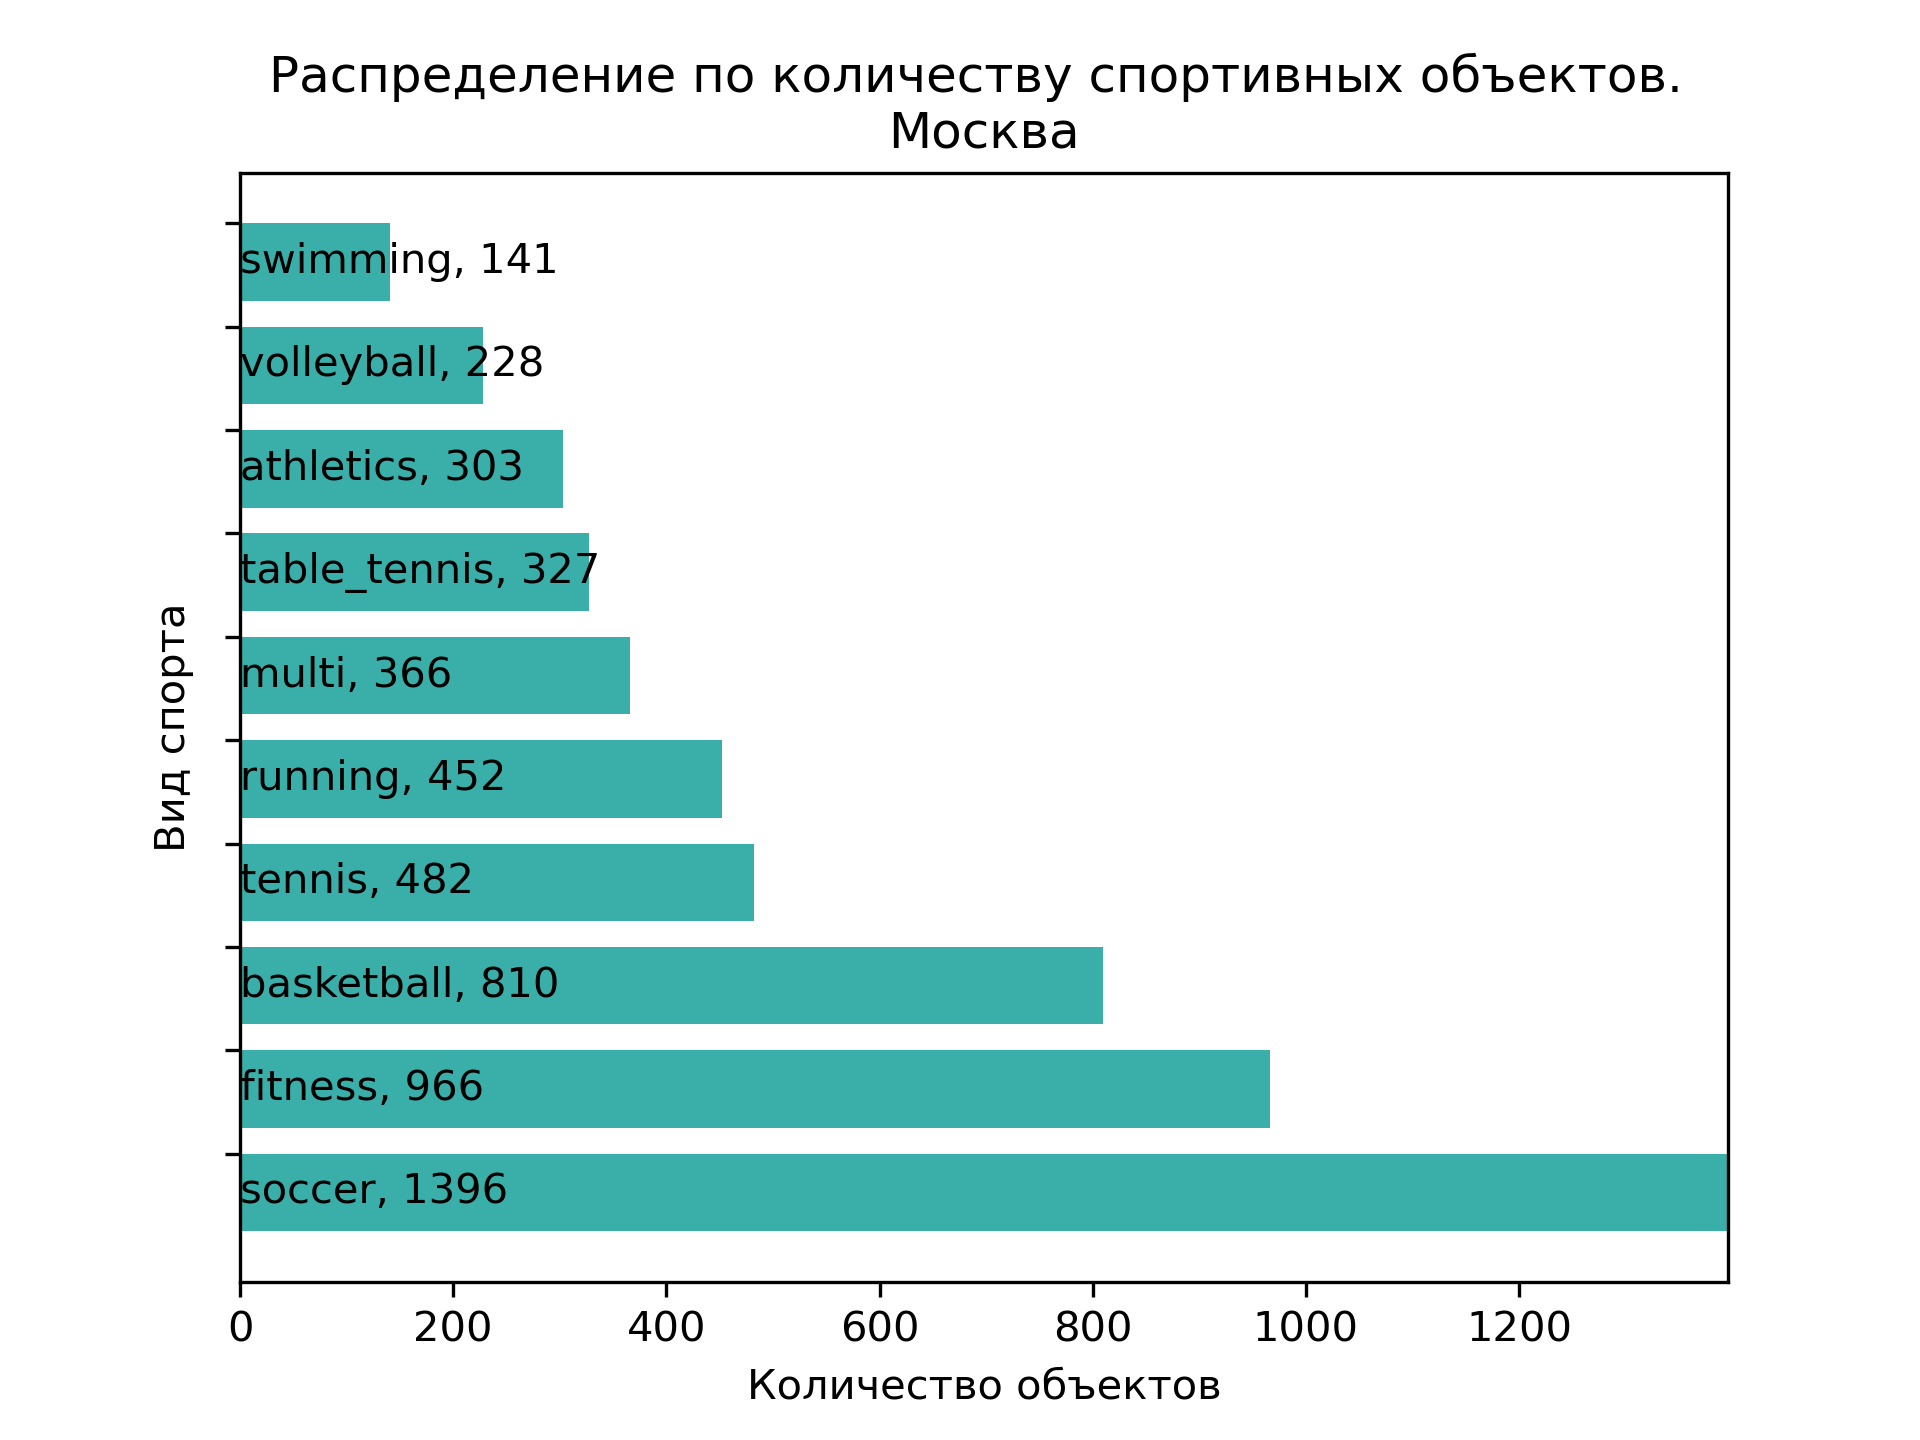 Распределение по количеству спортивных объектов.
Москва
swimming, 141
volleyball, 228
athletics, 303
table_tennis, 327
multi, 366
running, 452
tennis, 482
basketball, 810
fitness, 966
soccer, 1396
Вид спорта
0 200 400 600 800 1000 1200
Количество объектов